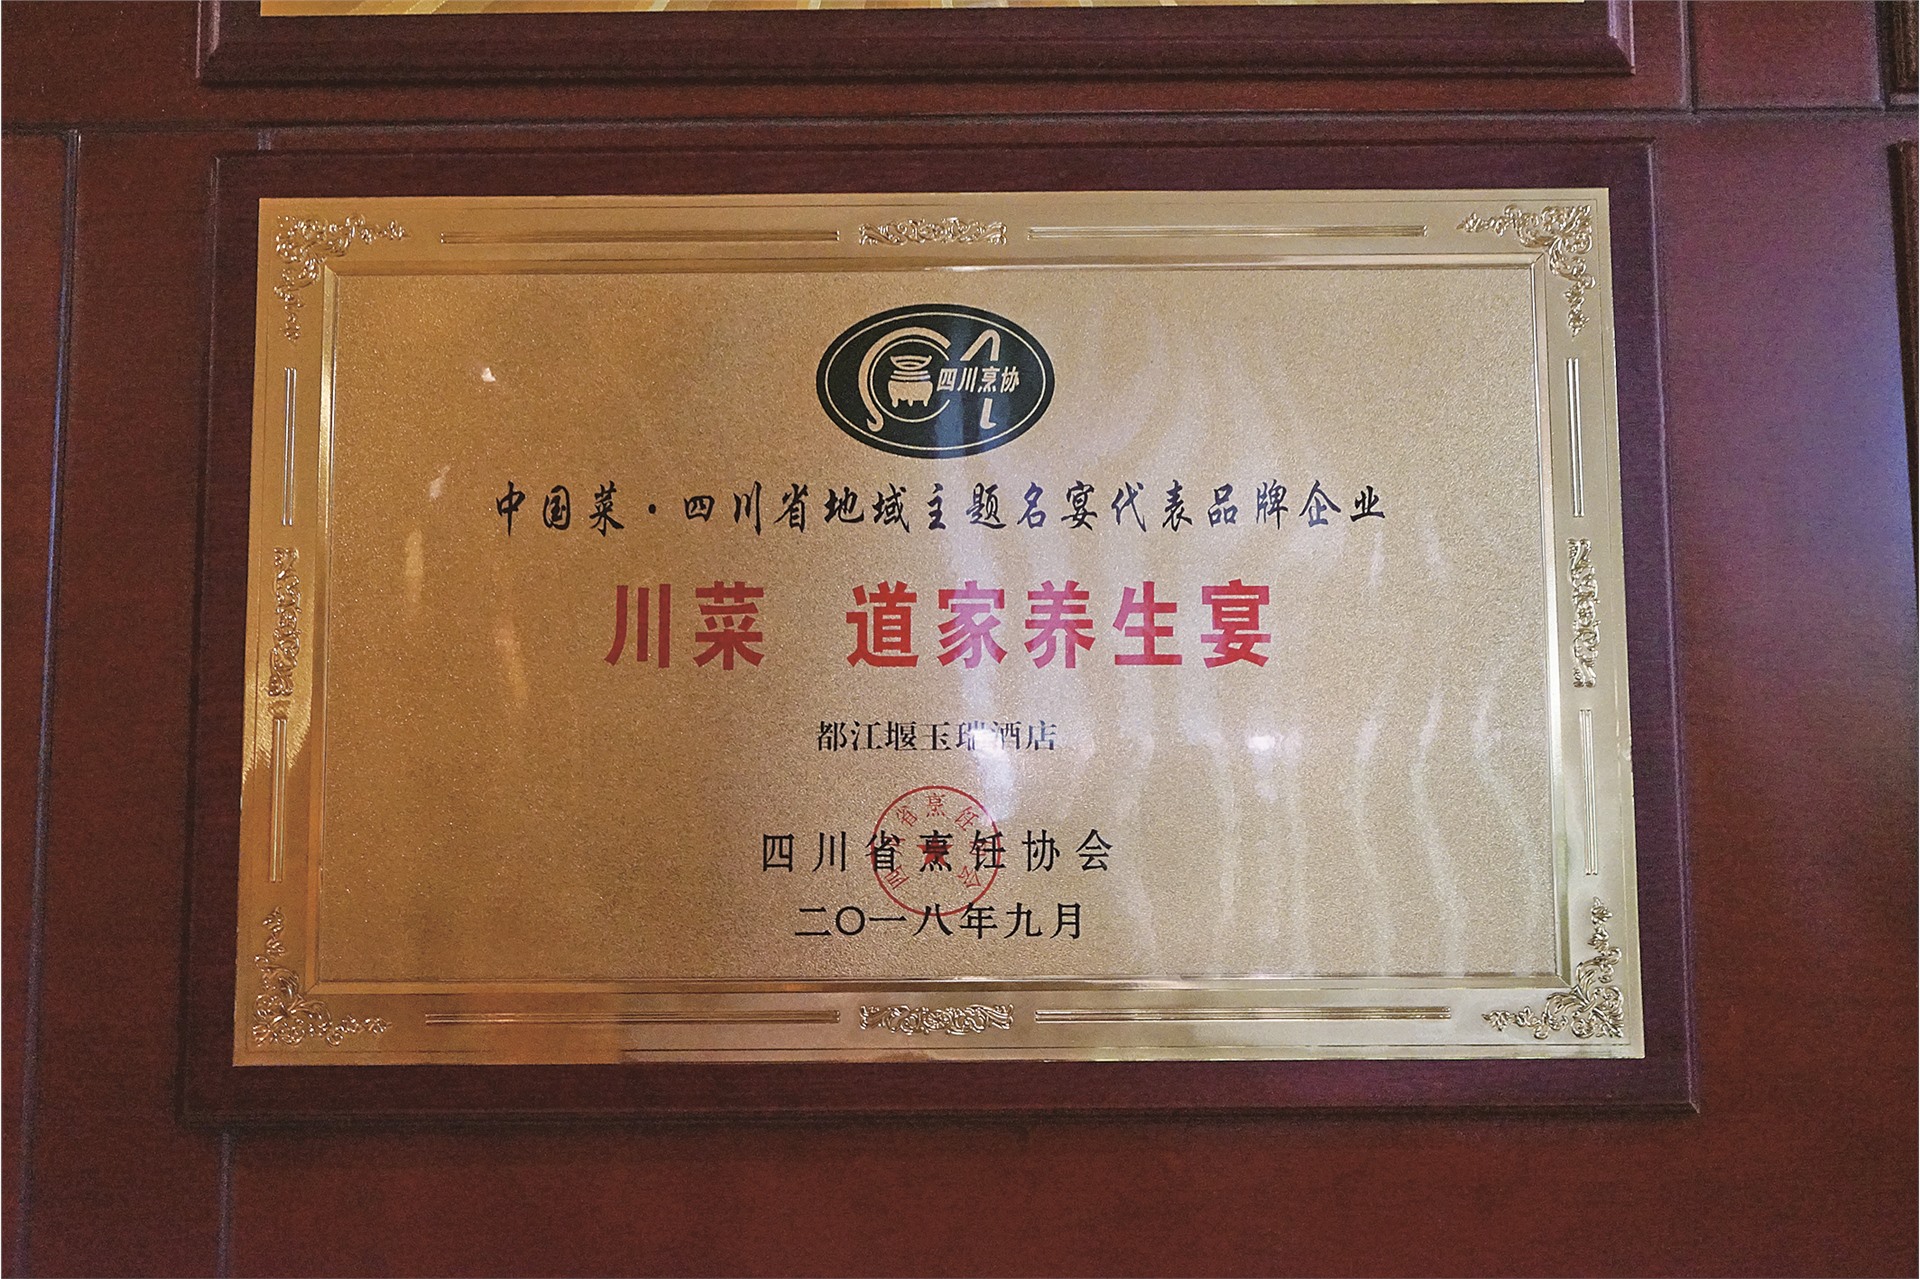 四川烹协
中国菜·四川省地域主题名宴代表品牌企业
川菜 道家养生宴
都江堰玉瑞酒店
四川省烹饪协会
二〇一八年九月